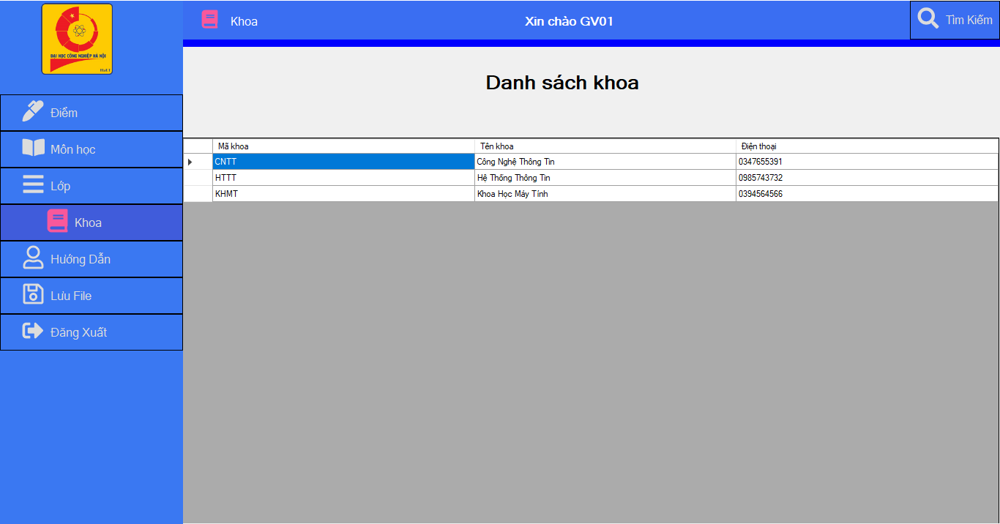 ĐẠI HỌC CÔNG NGHIỆP HÀ NỘI
Khoa
Xin chào GV01
Tìm Kiếm
Danh sách khoa
Điểm
Môn học
Lớp
Khoa
Hướng Dẫn
Lưu File
Đăng Xuất
Mã khoa Tên khoa Điện thoại
CNTT Công Nghệ Thông Tin 0347655391
HTTT Hệ Thống Thông Tin 0985743732
KHMT Khoa Học Máy Tính 0394564566